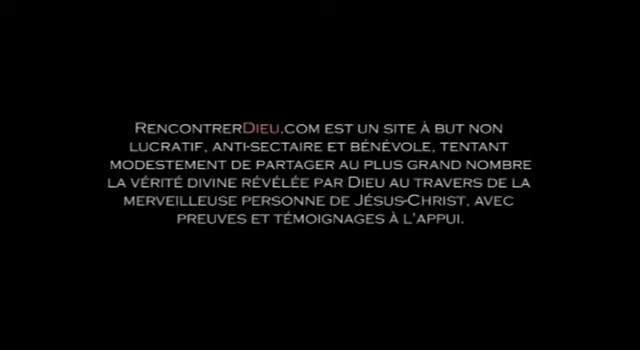 RencontrerDieu.com est un site à but non
lucratif, anti-sectaire et bénévole, tentant
modestement de partager au plus grand nombre
la vérité divine révélée par Dieu au travers de la
merveilleuse personne de Jésus-Christ, avec
preuves et témoignages à l'appui.